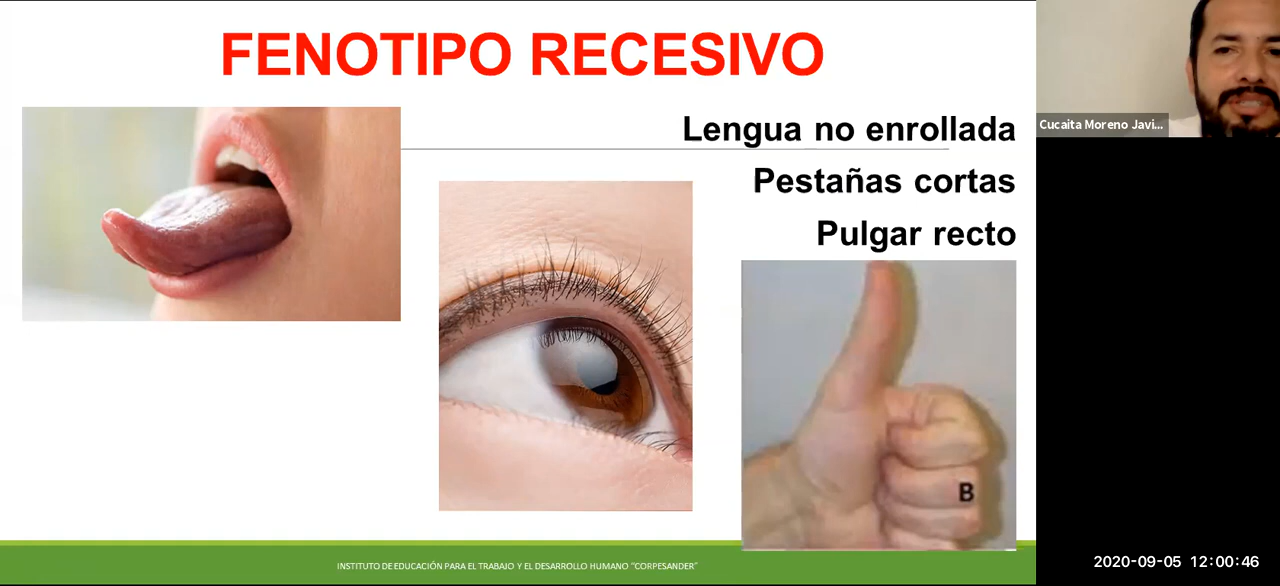 FENOTIPO RECESIVO
Lengua no enrollada
Pestañas cortas
Pulgar recto
B
INSTITUTO DE EDUCACIÓN PARA EL TRABAJO Y EL DESARROLLO HUMANO "CORPESANDER"
Cucaita Moreno Javi...
2020-09-05 12:00:46